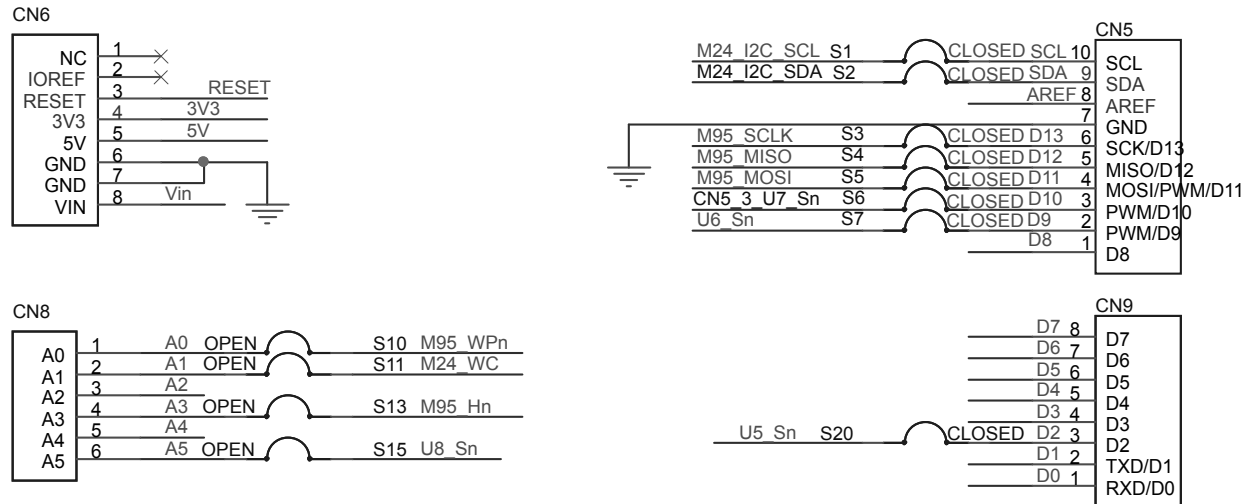 CN6
NC 1
IOREF 2
RESET 3 RESET
3V3 4 3V3
5V 5 5V
GND 6
GND 7
VIN 8 Vin
CN5
M24_I2C_SCL S1 CLOSED SCL 10 SCL
M24_I2C_SDA S2 CLOSED SDA 9 SDA
AREF 8 AREF
7 GND
M95_SCLK S3 CLOSED D13 6 SCK/D13
M95_MISO S4 CLOSED D12 5 MISO/D12
M95_MOSI S5 CLOSED D11 4 MOSI/PWM/D11
CN5_3_U7_Sn S6 CLOSED D10 3 PWM/D10
U6_Sn S7 CLOSED D9 2 PWM/D9
D8 1 D8
CN8
A0 1 A0 OPEN S10 M95_WPn
A1 2 A1 OPEN S11 M24_WC
A2 3 A2
A3 4 A3 OPEN S13 M95_Hn
A4 5 A4
A5 6 A5 OPEN S15 U8_Sn
CN9
D7 8 D7
D6 7 D6
D5 6 D5
D4 5 D4
D3 4 D3
U5_Sn S20 CLOSED D2 3 D2
D1 2 TXD/D1
D0 1 RXD/D0